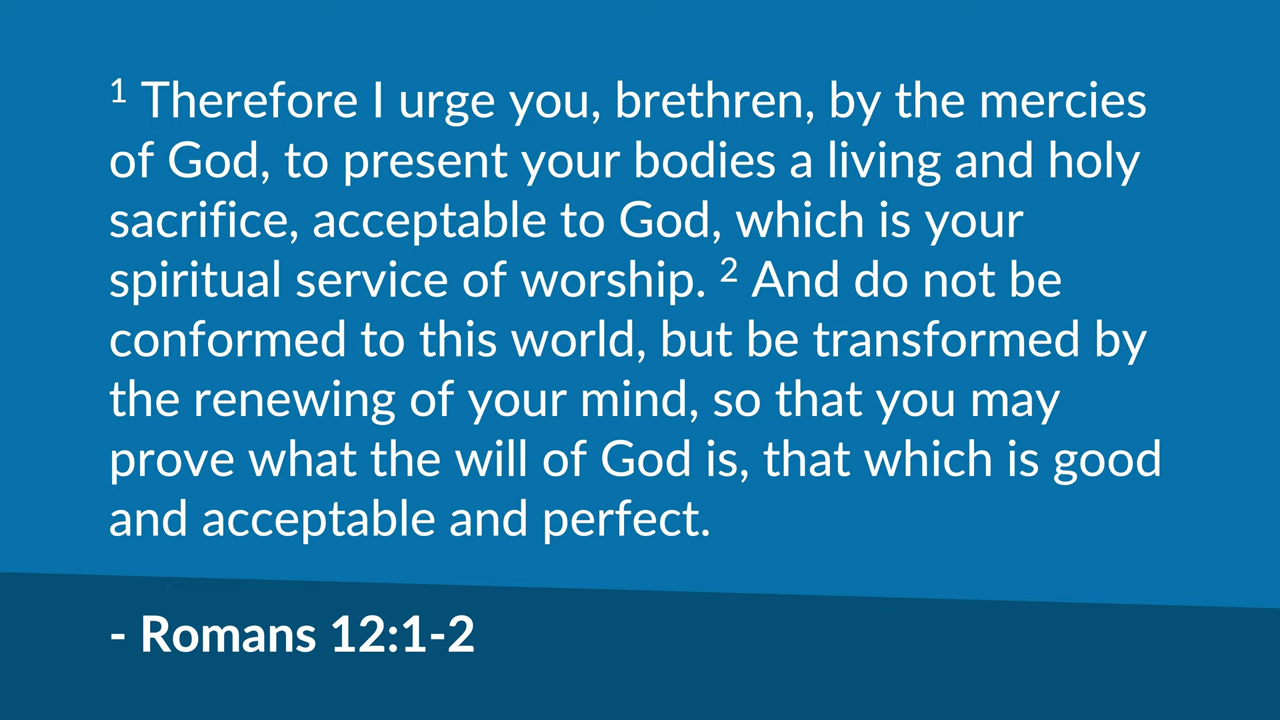 1 Therefore I urge you, brethren, by the mercies
of God, to present your bodies a living and holy
sacrifice, acceptable to God, which is your
spiritual service of worship. 2 And do not be
conformed to this world, but be transformed by
the renewing of your mind, so that you may
prove what the will of God is, that which is good
and acceptable and perfect.
- Romans 12:1-2